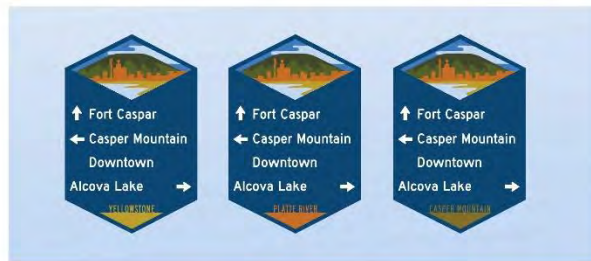 ↑ Fort Caspar
← Casper Mountain
Downtown
Alcova Lake →
YELLOWSTONE
↑ Fort Caspar
← Casper Mountain
Downtown
Alcova Lake →
PLATTE RIVER
↑ Fort Caspar
← Casper Mountain
Downtown
Alcova Lake →
CASPER MOUNTAIN